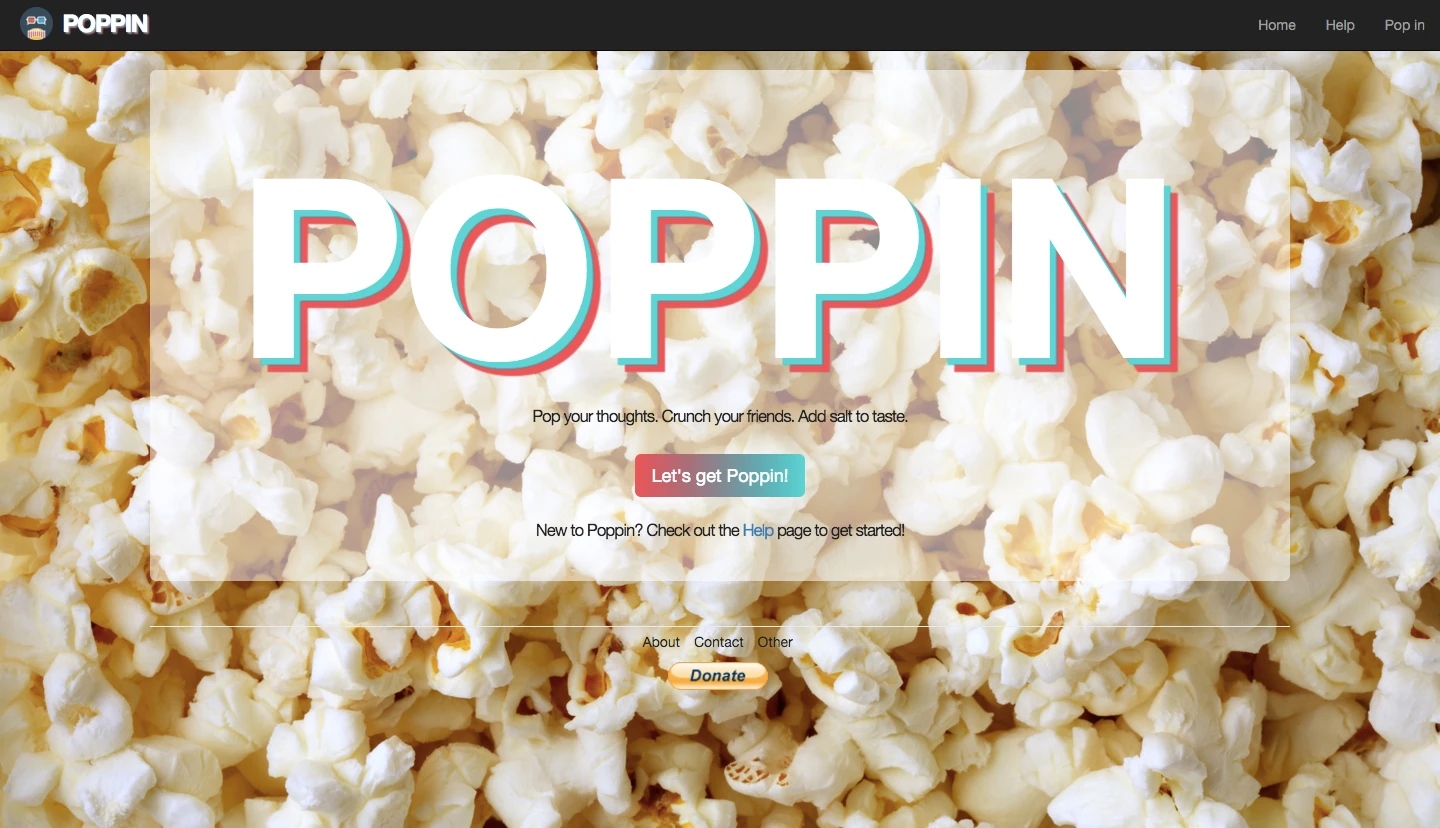 POPPIN
Home Help Pop in
POPPIN
Pop your thoughts. Crunch your friends. Add salt to taste.
Let's get Poppin!
New to Poppin? Check out the Help page to get started!
About Contact Other
Donate